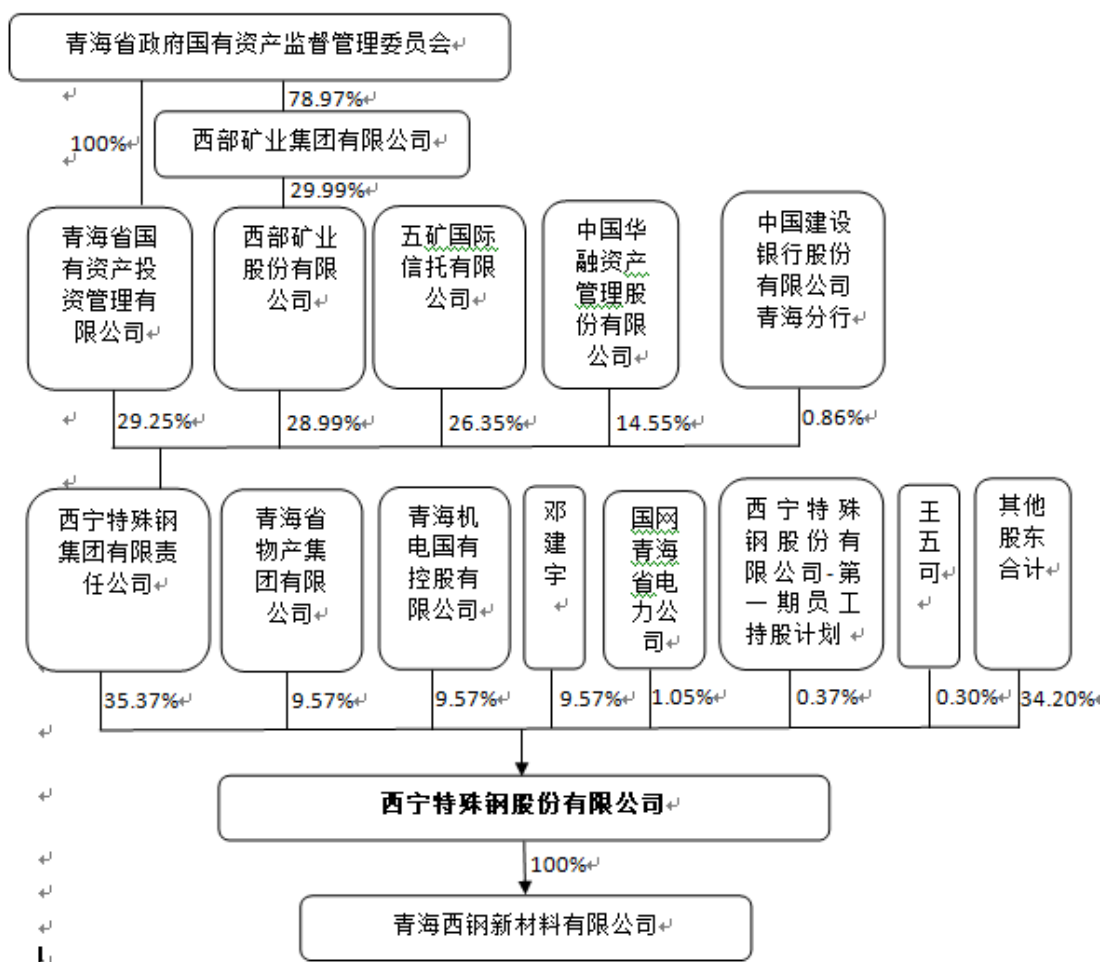 青海省政府国有资产监督管理委员会
78.97%
100%
西部矿业集团有限公司
29.99%
青海省国
有资产投
资管理有
限公司
西部矿业
股份有限
公司
五矿国际
信托有限
公司
中国华
融资产
管理股
份有限
公司
中国建设
银行股份
有限公司
青海分行
29.25%
28.99%
26.35%
14.55%
0.86%
西宁特殊钢
集团有限责
任公司
青海省
物产集
团有限
公司
青海机
电国有
控股有
限公司
邓
建
宇
国网
青海
省电
力公
司
西宁特殊
钢股份有
限公司-第
一期员工
持股计划
王
五
可
其他
股东
合计
35.37%
9.57%
9.57%
9.57%
1.05%
0.37%
0.30%
34.20%
西宁特殊钢股份有限公司
100%
青海西钢新材料有限公司